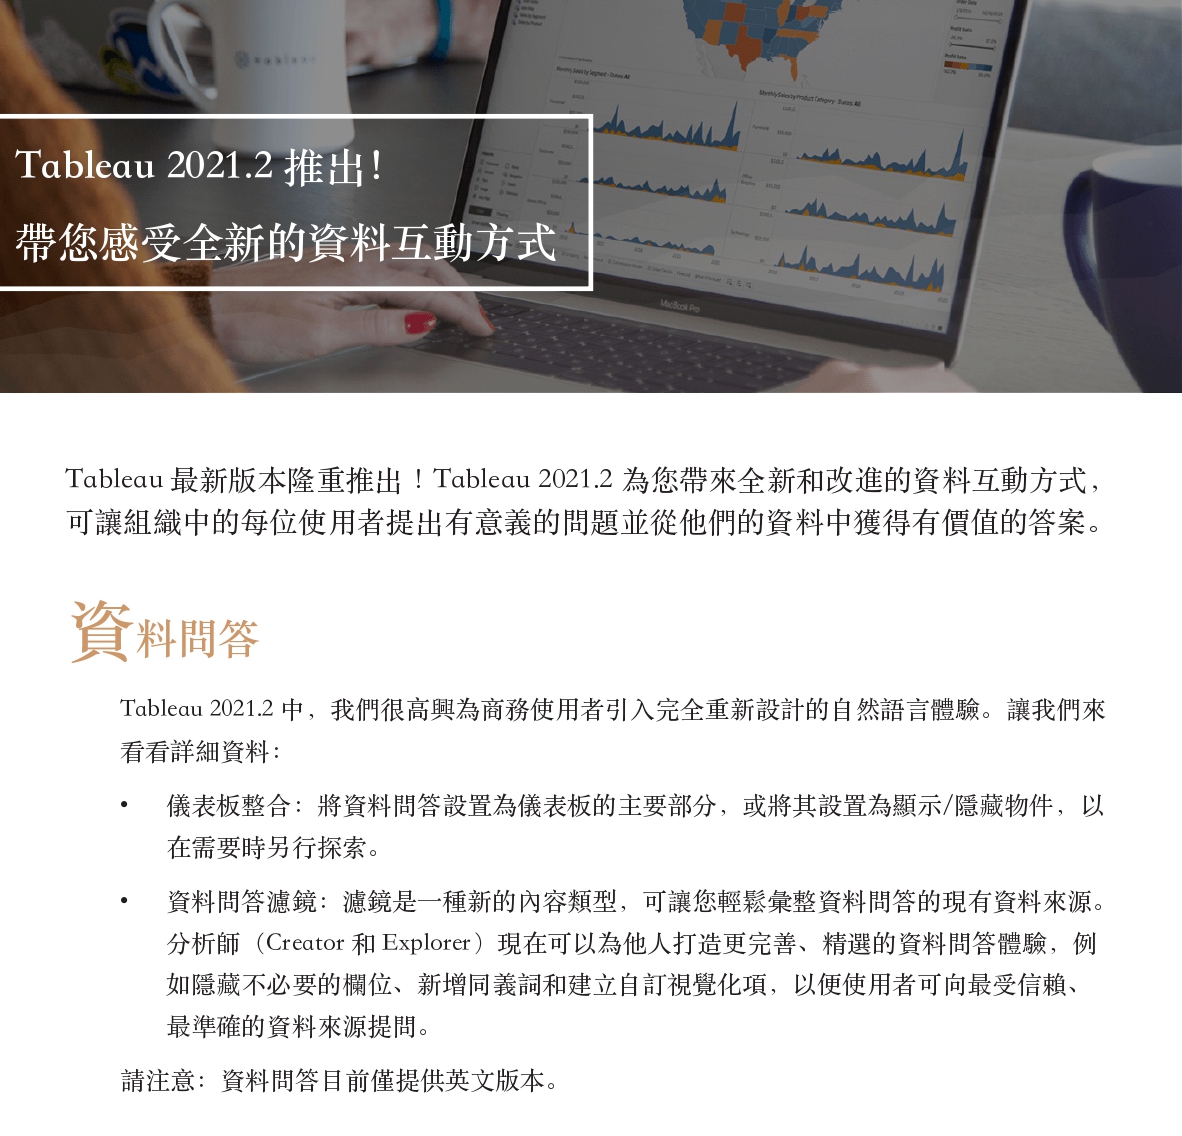 Tableau 2021.2 推出！
帶您感受全新的資料互動方式
MacBook Pro
Tableau 最新版本隆重推出！Tableau 2021.2 為您帶來全新和改進的資料互動方式，
可讓組織中的每位使用者提出有意義的問題並從他們的資料中獲得有價值的答案。
資料問答
Tableau 2021.2 中，我們很高興為商務使用者引入完全重新設計的自然語言體驗。讓我們來
看看詳細資料：
• 儀表板整合：將資料問答設置為儀表板的主要部分，或將其設置為顯示/隱藏物件，以
在需要時另行探索。
• 資料問答濾鏡：濾鏡是一種新的內容類型，可讓您輕鬆彙整資料問答的現有資料來源。
分析師（Creator 和 Explorer）現在可以為他人打造更完善、精選的資料問答體驗，例
如隱藏不必要的欄位、新增同義詞和建立自訂視覺化項，以便使用者可向最受信賴、
最準確的資料來源提問。
請注意：資料問答目前僅提供英文版本。